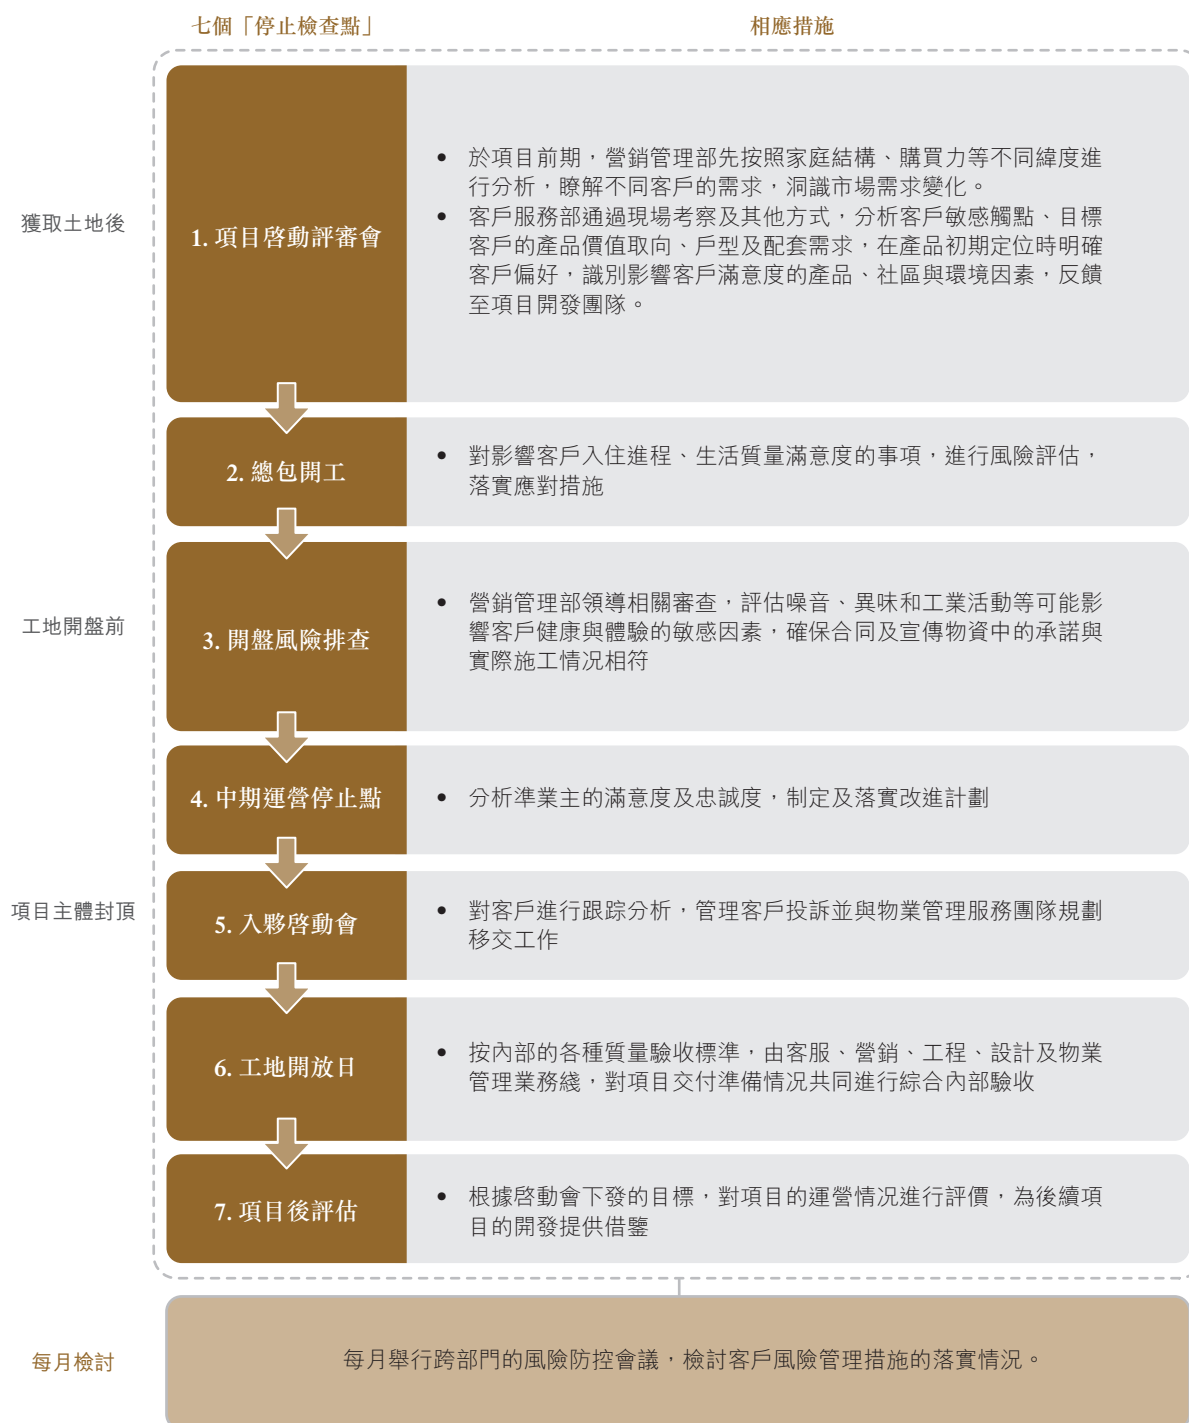 七個「停止檢查點」
相應措施
獲取土地後
1. 項目啓動評審會
• 於項目前期，營銷管理部先按照家庭結構、購買力等不同緯度進
行分析，瞭解不同客戶的需求，洞識市場需求變化。
• 客戶服務部通過現場考察及其他方式，分析客戶敏感觸點、目標
客戶的產品價值取向、戶型及配套需求，在產品初期定位時明確
客戶偏好，識別影響客戶滿意度的產品、社區與環境因素，反饋
至項目開發團隊。
2. 總包開工
• 對影響客戶入住進程、生活質量滿意度的事項，進行風險評估，
落實應對措施
工地開盤前
3. 開盤風險排查
• 營銷管理部領導相關審查，評估噪音、異味和工業活動等可能影
響客戶健康與體驗的敏感因素，確保合同及宣傳物資中的承諾與
實際施工情況相符
4. 中期運營停止點
• 分析準業主的滿意度及忠誠度，制定及落實改進計劃
項目主體封頂
5. 入夥啓動會
• 對客戶進行跟踪分析，管理客戶投訴並與物業管理服務團隊規劃
移交工作
6. 工地開放日
• 按內部的各種質量驗收標準，由客服、營銷、工程、設計及物業
管理業務綫，對項目交付準備情況共同進行綜合內部驗收
7. 項目後評估
• 根據啓動會下發的目標，對項目的運營情況進行評價，為後續項
目的開發提供借鑒
每月檢討
每月舉行跨部門的風險防控會議，檢討客戶風險管理措施的落實情況。